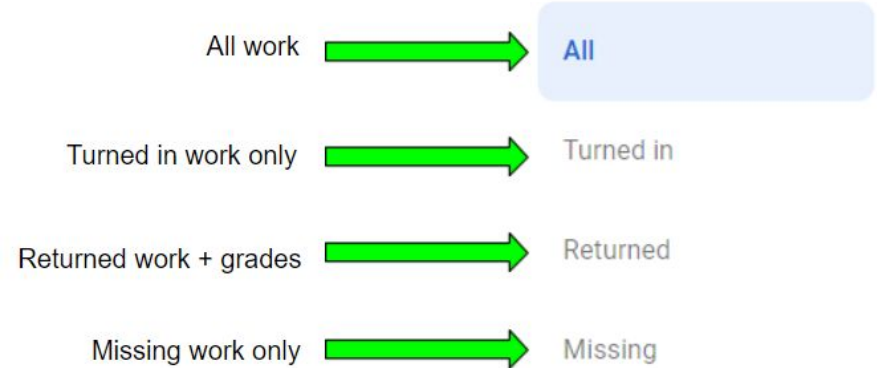 All work
All
Turned in work only
Turned in
Returned work + grades
Returned
Missing work only
Missing